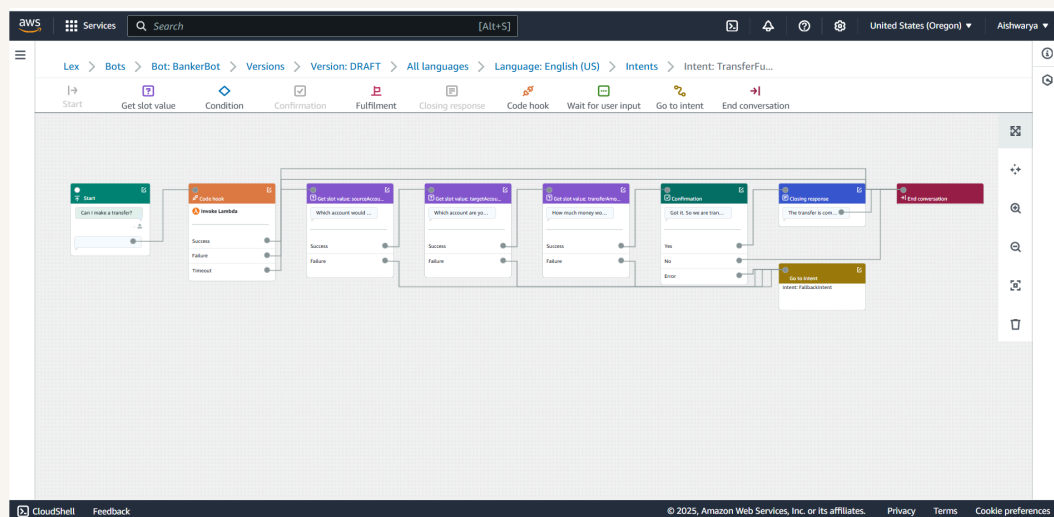 aws
Services
Search
[Alt+S]
United States (Oregon)
Aishwarya
Lex > Bots > Bot: BankerBot > Versions > Version: DRAFT > All languages > Language: English (US) > Intents > Intent: TransferFu...
Start
Get slot value
Condition
Confirmation
Fulfilment
Closing response
Code hook
Wait for user input
Go to intent
End conversation
Start
Can I make a transfer?
Code hook
Invoke Lambda
Success
Failure
Timeout
Get slot value: sourceAccou...
Which account would ...
Success
Failure
Get slot value: targetAccou...
Which account are yo...
Success
Failure
Get slot value: transferAmo...
How much money wo...
Success
Failure
Confirmation
Got it. So we are tran...
Yes
No
Error
Closing response
The transfer is com...
Go to intent
Intent: FallbackIntent
End conversation
CloudShell
Feedback
© 2025, Amazon Web Services, Inc. or its affiliates.
Privacy
Terms
Cookie preferences